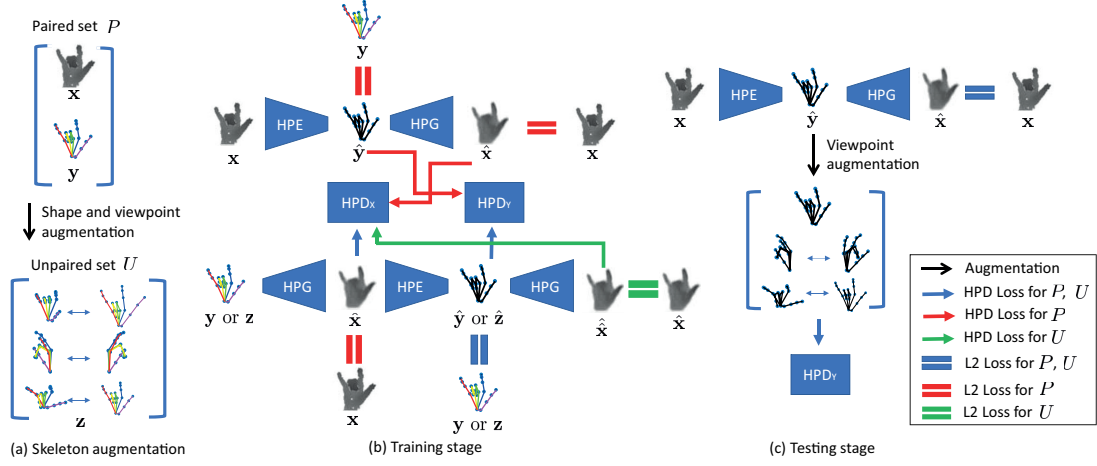 Paired set P
x
y
Shape and viewpoint
augmentation
Unpaired set U
z
(a) Skeleton augmentation
y
x
HPE
ŷ
HPG
x̂
x
HPDX
HPDY
y or z
HPG
x̂
HPE
ŷ or ẑ
HPG
x̂̂
x̂
x
y or z
(b) Training stage
x
HPE
ŷ
HPG
x̂
x
Viewpoint
augmentation
HPDY
(c) Testing stage
Augmentation
HPD Loss for P, U
HPD Loss for P
HPD Loss for U
L2 Loss for P, U
L2 Loss for P
L2 Loss for U